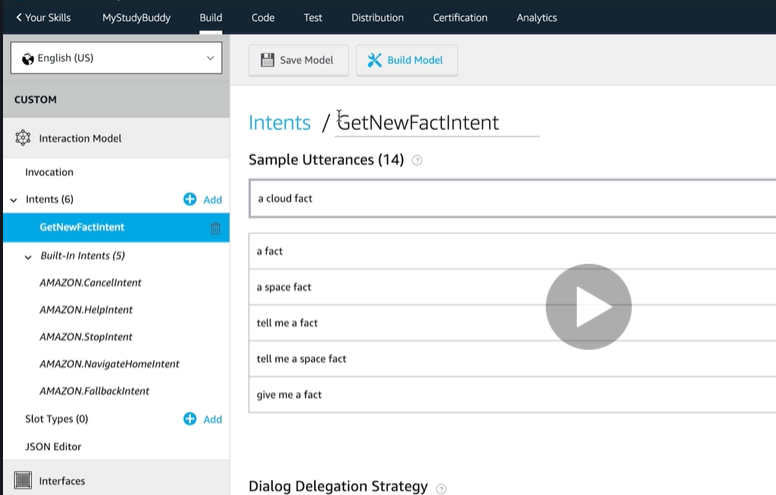 Your Skills MyStudyBuddy Build Code Test Distribution Certification Analytics
English (US)
Save Model Build Model
CUSTOM
Interaction Model
Intents / GetNewFactIntent
Sample Utterances (14)
Invocation
Intents (6) Add
a cloud fact
GetNewFactIntent
Built-In Intents (5)
a fact
AMAZON.CancelIntent
a space fact
AMAZON.HelpIntent
tell me a fact
AMAZON.StopIntent
tell me a space fact
AMAZON.NavigateHomeIntent
AMAZON.FallbackIntent
give me a fact
Slot Types (0) Add
JSON Editor
Interfaces
Dialog Delegation Strategy